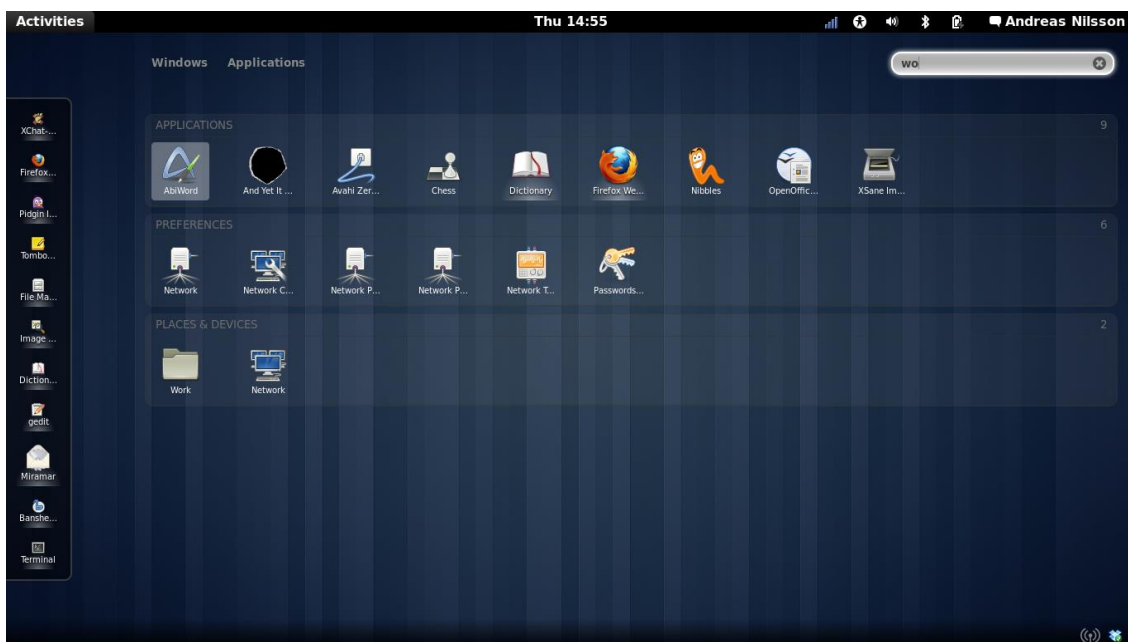 Activities Thu 14:55 Andreas Nilsson
Windows Applications wo
APPLICATIONS 9
AbiWord And Yet It ... Avahi Zer... Chess Dictionary Firefox We... Nibbles OpenOffic... XSane Im...
PREFERENCES 6
Network Network C... Network P... Network P... Network T... Passwords...
PLACES & DEVICES 2
Work Network
XChat-...
Firefox...
Pidgin I...
Tombo...
File Ma...
Image ...
Diction...
gedit
Miramar
Banshe...
Terminal